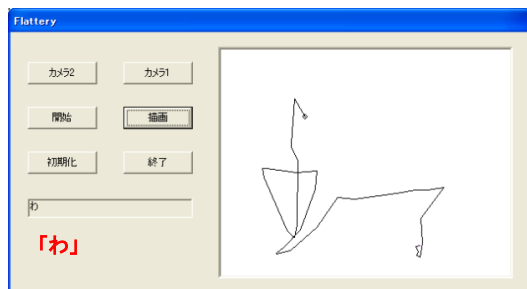 Flattery
カメラ2 カメラ1
開始 描画
初期化 終了
わ
「わ」